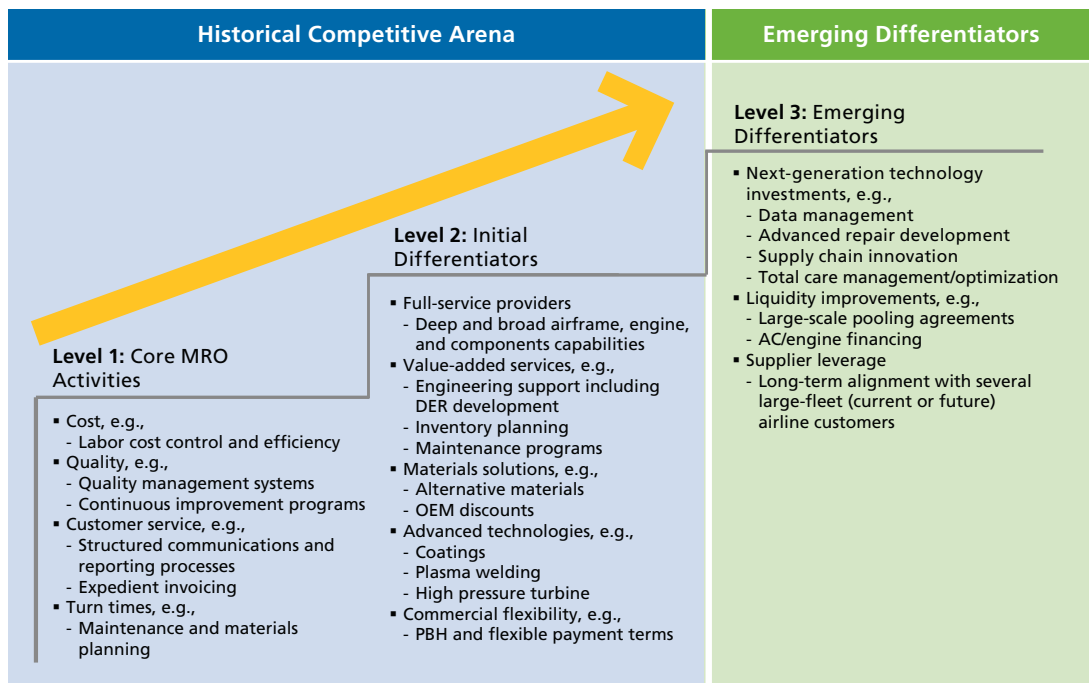 Historical Competitive Arena
Emerging Differentiators
Level 1: Core MRO
Activities
▪ Cost, e.g.,
- Labor cost control and efficiency
▪ Quality, e.g.,
- Quality management systems
- Continuous improvement programs
▪ Customer service, e.g.,
- Structured communications and
reporting processes
- Expedient invoicing
▪ Turn times, e.g.,
- Maintenance and materials
planning
Level 2: Initial
Differentiators
▪ Full-service providers
- Deep and broad airframe, engine,
and components capabilities
▪ Value-added services, e.g.,
- Engineering support including
DER development
- Inventory planning
- Maintenance programs
▪ Materials solutions, e.g.,
- Alternative materials
- OEM discounts
▪ Advanced technologies, e.g.,
- Coatings
- Plasma welding
- High pressure turbine
▪ Commercial flexibility, e.g.,
- PBH and flexible payment terms
Level 3: Emerging
Differentiators
▪ Next-generation technology
investments, e.g.,
- Data management
- Advanced repair development
- Supply chain innovation
- Total care management/optimization
▪ Liquidity improvements, e.g.,
- Large-scale pooling agreements
- AC/engine financing
▪ Supplier leverage
- Long-term alignment with several
large-fleet (current or future)
airline customers